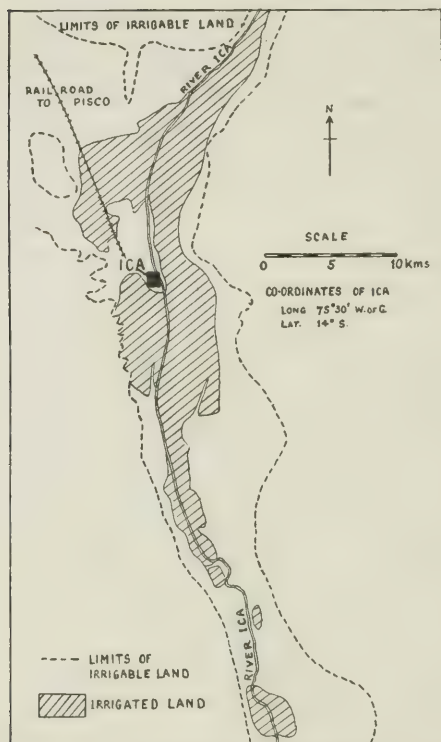 LIMITS OF IRRIGABLE LAND
RIVER ICA
RAIL ROAD
TO PISCO
N
SCALE
0 5 10 kms
ICA
CO-ORDINATES OF ICA
LONG 75°30' W. OF G.
LAT. 14° S.
RIVER ICA
LIMITS OF
IRRIGABLE LAND
IRRIGATED LAND